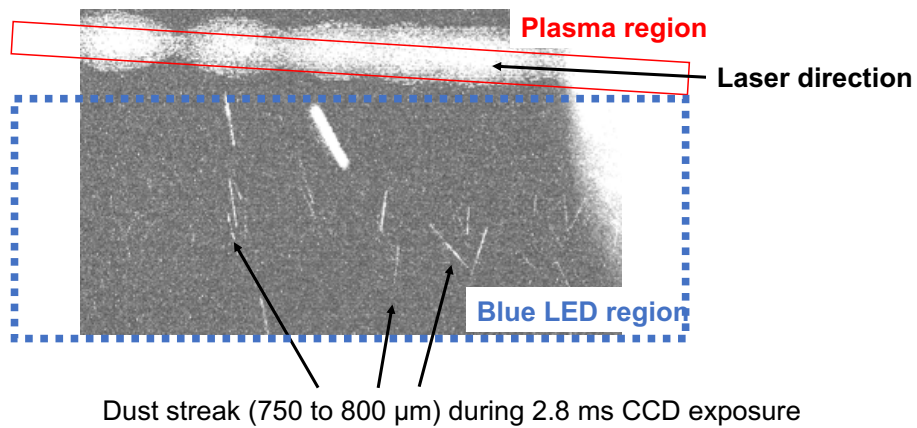 Plasma region
Laser direction
Blue LED region
Dust streak (750 to 800 μm) during 2.8 ms CCD exposure